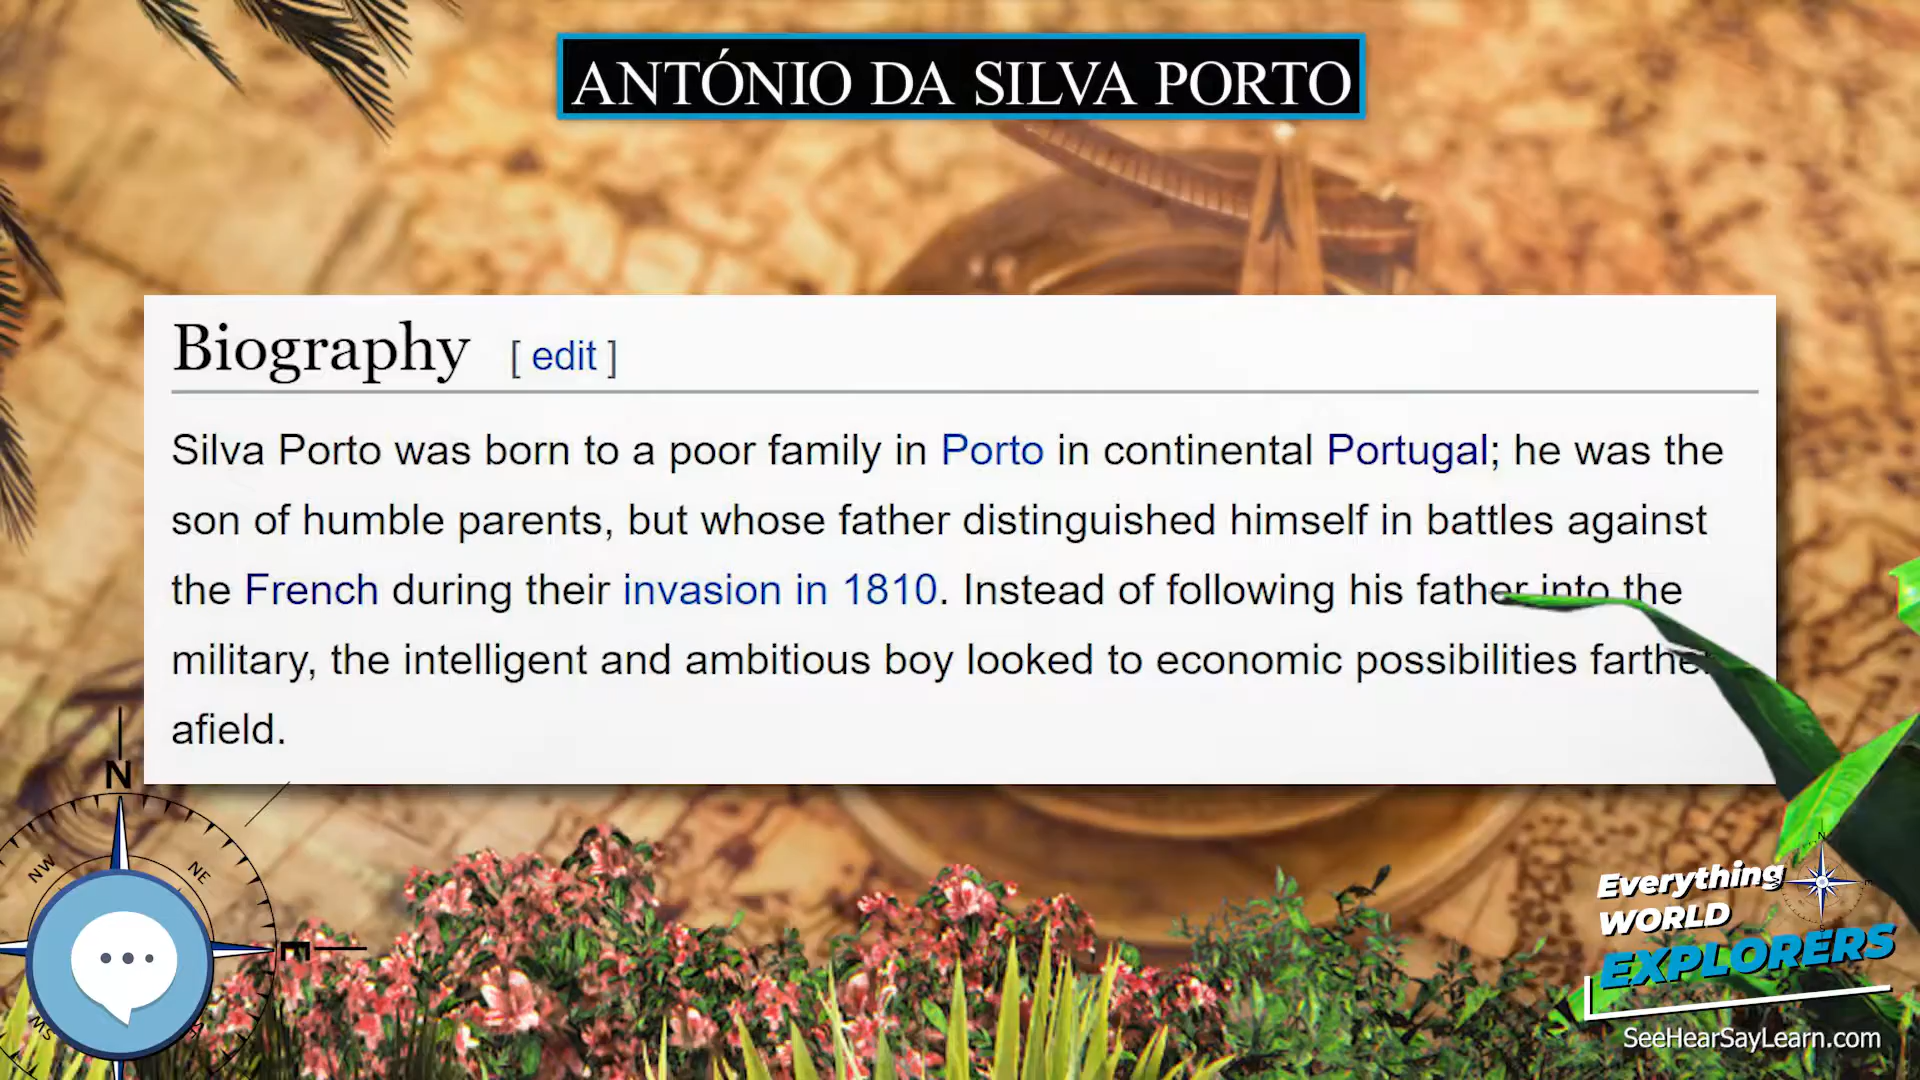 ANTÓNIO DA SILVA PORTO
Biography [ edit ]
Silva Porto was born to a poor family in Porto in continental Portugal; he was the
son of humble parents, but whose father distinguished himself in battles against
the French during their invasion in 1810. Instead of following his father into the
military, the intelligent and ambitious boy looked to economic possibilities farther
afield.
N
NW
NE
E
SW
Everything
WORLD
EXPLORERS
SeeHearSayLearn.com